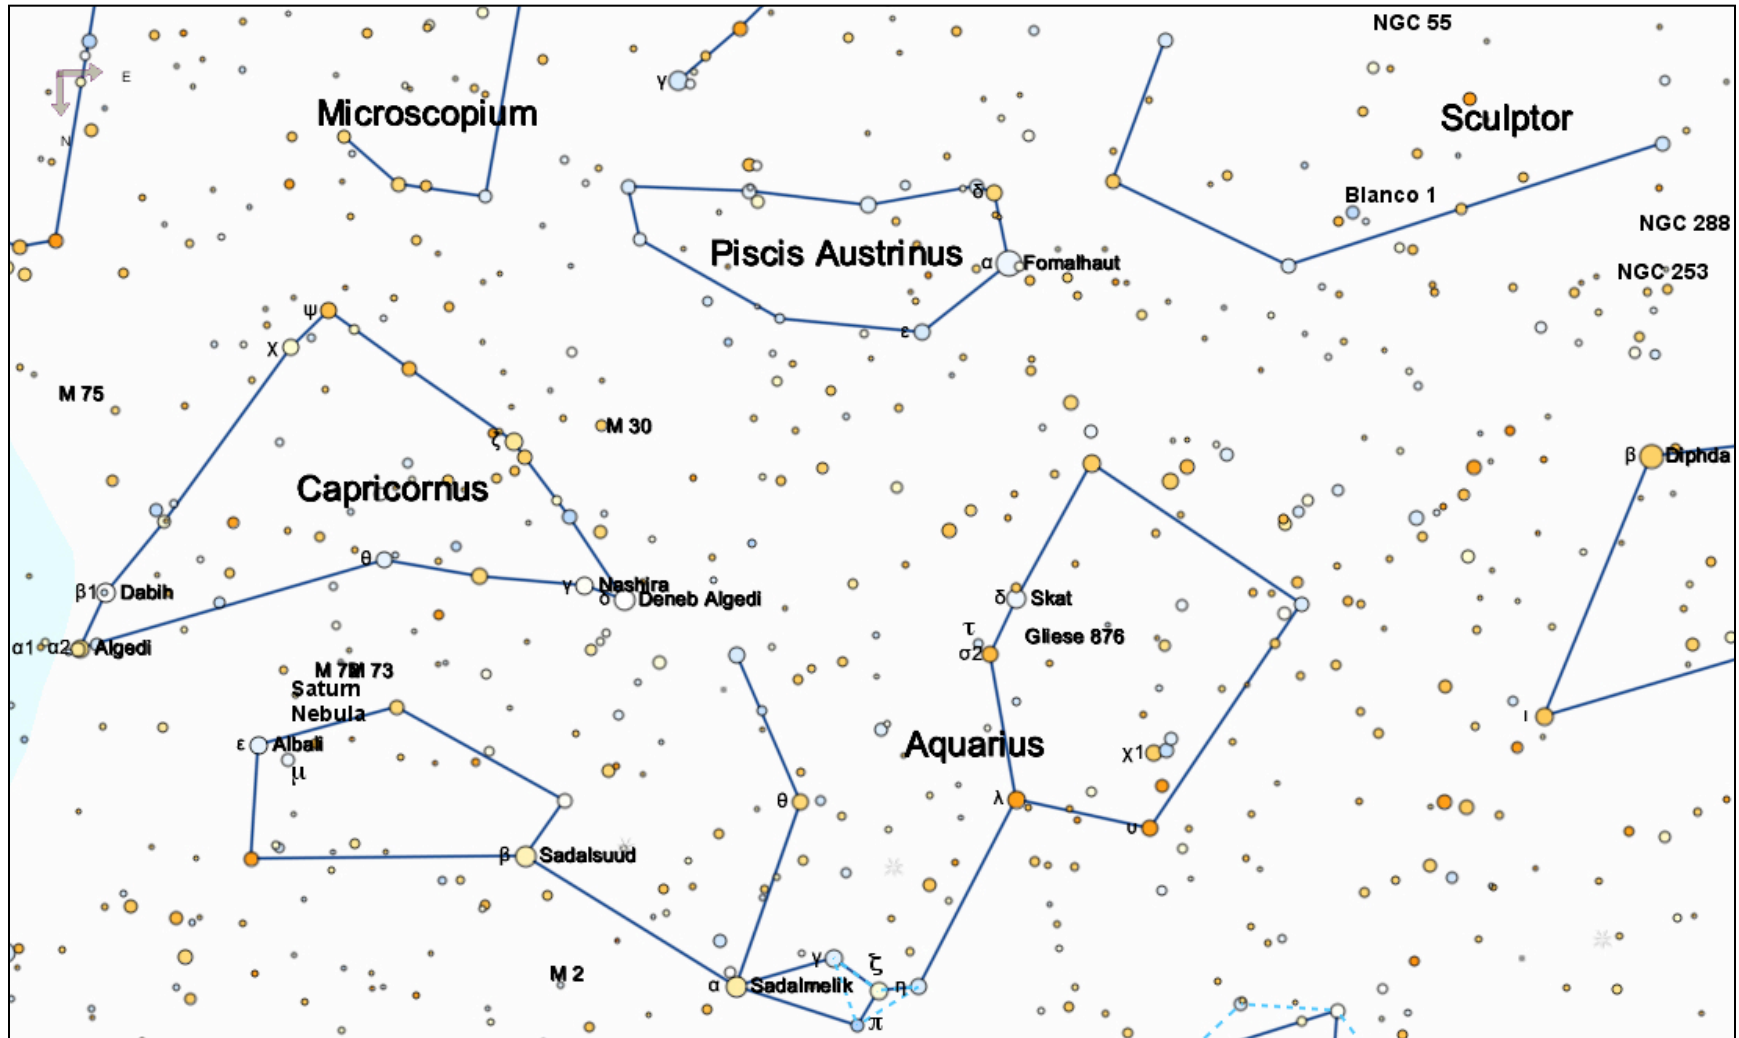 NGC 55
E
γ
Microscopium
Sculptor
N
Blanco 1
δ
NGC 288
Piscis Austrinus
α Fomalhaut
NGC 253
ψ
ε
χ
M 75
M 30
ζ
β Diphda
Capricornus
θ
γ Nashira
β1 Dabih
δ Deneb Algedi
δ Skat
τ
Gliese 876
α1 α2 Algedi
σ2
M 73
Saturn
Nebula
ι
ε Albali
Aquarius
χ1
μ
θ
λ
υ
β Sadalsuud
γ
ζ
M 2
α Sadalmelik
η
π